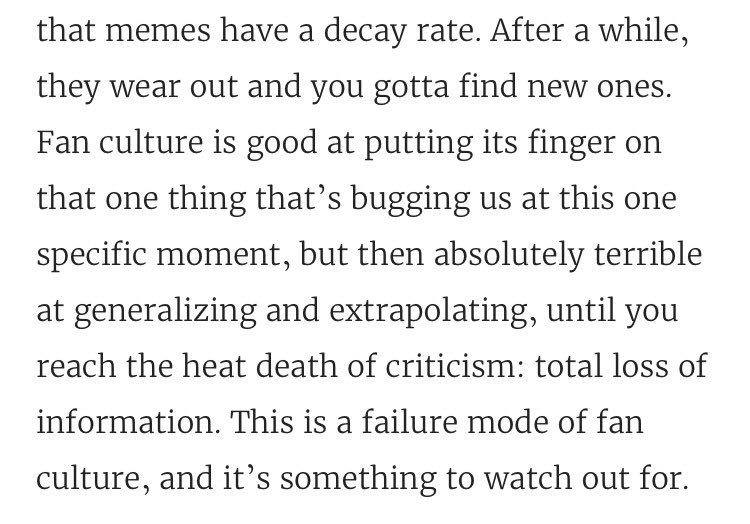 that memes have a decay rate. After a while,
they wear out and you gotta find new ones.
Fan culture is good at putting its finger on
that one thing that’s bugging us at this one
specific moment, but then absolutely terrible
at generalizing and extrapolating, until you
reach the heat death of criticism: total loss of
information. This is a failure mode of fan
culture, and it’s something to watch out for.